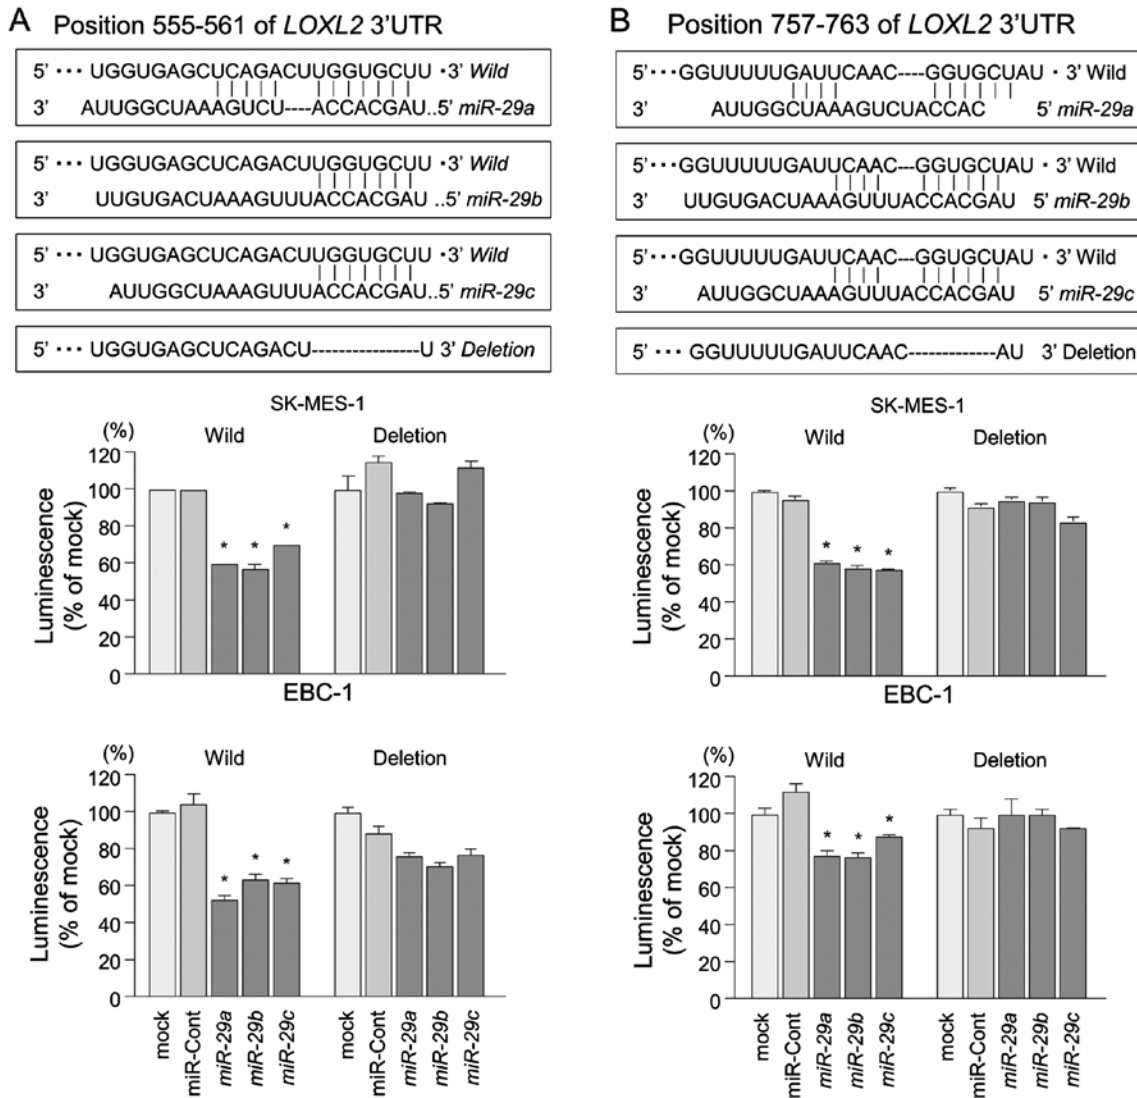 A Position 555-561 of LOXL2 3'UTR
5' ··· UGGUGAGCUCAGACUUGGUGCUU ·3' Wild
3' AUUGGCUAAAGUCU----ACCACGAU..5' miR-29a
5' ··· UGGUGAGCUCAGACUUGGUGCUU ·3' Wild
3' UUGUGACUAAAGUUUACCACGAU ..5' miR-29b
5' ··· UGGUGAGCUCAGACUUGGUGCUU ·3' Wild
3' AUUGGCUAAAGUUUACCACGAU..5' miR-29c
5' ··· UGGUGAGCUCAGACU----------------U 3' Deletion
SK-MES-1
(%)
Wild
Deletion
Luminescence
(% of mock)
120
100
80
60
40
20
0
* * *
EBC-1
(%)
Wild
Deletion
Luminescence
(% of mock)
120
100
80
60
40
20
0
* * *
mock
miR-Cont
miR-29a
miR-29b
miR-29c
mock
miR-Cont
miR-29a
miR-29b
miR-29c
B Position 757-763 of LOXL2 3'UTR
5' ···GGUUUUUGAUUCAAC----GGUGCUAU · 3' Wild
3' AUUGGCUAAAGUCUACCAC 5' miR-29a
5' ···GGUUUUUGAUUCAAC---GGUGCUAU · 3' Wild
3' UUGUGACUAAAGUUUACCACGAU 5' miR-29b
5' ···GGUUUUUGAUUCAAC---GGUGCUAU · 3' Wild
3' AUUGGCUAAAGUUUACCACGAU 5' miR-29c
5' ··· GGUUUUUGAUUCAAC-------------AU 3' Deletion
SK-MES-1
(%)
Wild
Deletion
Luminescence
(% of mock)
120
100
80
60
40
20
0
* * *
EBC-1
(%)
Wild
Deletion
Luminescence
(% of mock)
120
100
80
60
40
20
0
* * *
mock
miR-Cont
miR-29a
miR-29b
miR-29c
mock
miR-Cont
miR-29a
miR-29b
miR-29c